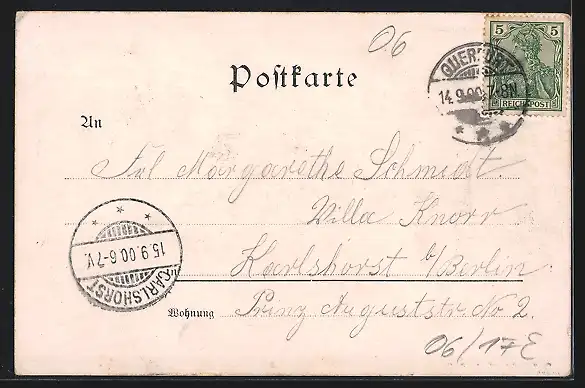 06
Postkarte
5 5
REICHSPOST
QUERFURT
14.9.00. 7-8N
An
Frl Margarethe Schmidt.
Villa Knorr
Karlshorst b/Berlin
15.9.00.6-7V.
KARLSHORST
Wohnung Prinz Auguststr. No 2.
06/17E